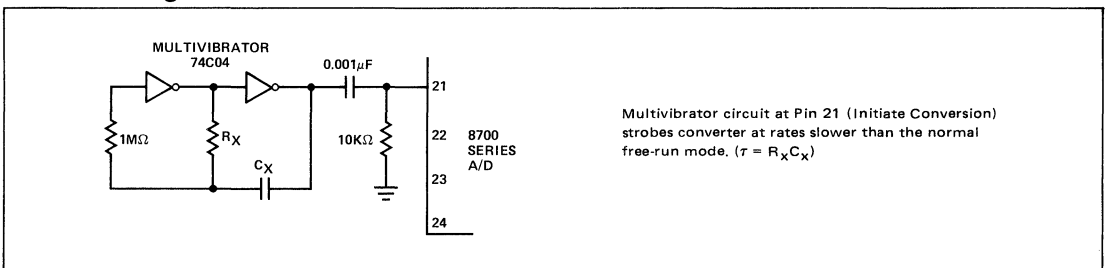 MULTIVIBRATOR
74C04
0.001μF
21
1MΩ
RX
10KΩ
22
8700
SERIES
A/D
CX
23
24
Multivibrator circuit at Pin 21 (Initiate Conversion)
strobes converter at rates slower than the normal
free-run mode. (τ = RxCx)